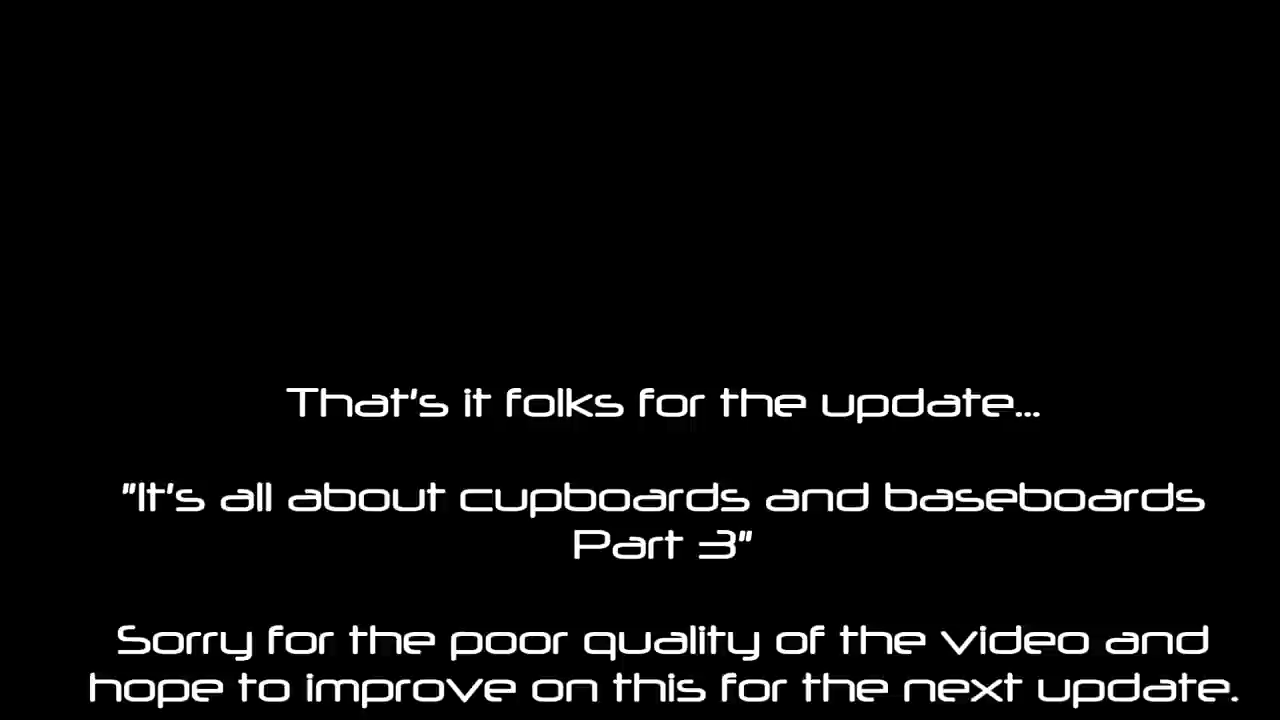 That's it folks for the update...
"It's all about cupboards and baseboards
Part 3"
Sorry for the poor quality of the video and
hope to improve on this for the next update.